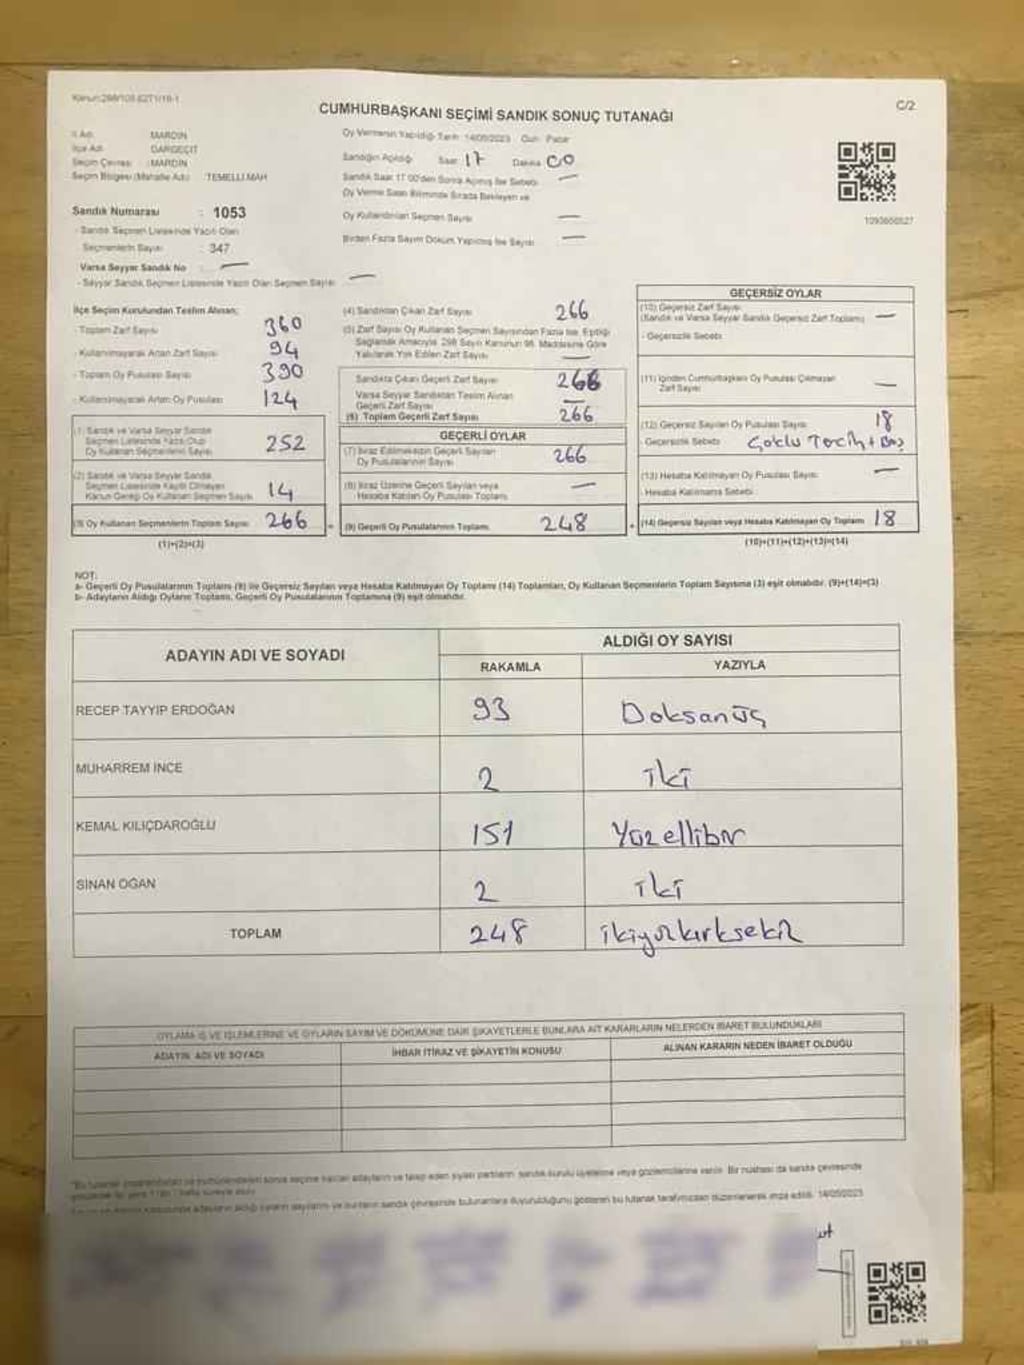 Kanun:298/105-6271/18-1
C/2
CUMHURBAŞKANI SEÇİMİ SANDIK SONUÇ TUTANAĞI
İl Adı : MARDİN
İlçe Adı : DARGEÇİT
Seçim Çevresi : MARDİN
Seçim Bölgesi (Mahalle Adı) : TEMELLİ MAH
Sandık Numarası : 1053
- Sandık Seçmen Listesinde Yazılı Olan
Seçmenlerin Sayısı : 347
Varsa Seyyar Sandık No : —
- Seyyar Sandık Seçmen Listesinde Yazılı Olan Seçmen Sayısı : —
Oy Vermenin Yapıldığı Tarih: 14/05/2023 Gün: Pazar
Sandığın Açıldığı Saat: 17 Dakika: 00
Sandık Saat 17:00'den Sonra Açılmış İse Sebebi: —
Oy Verme Saati Bitiminde Sırada Bekleyen ve
Oy Kullandırılan Seçmen Sayısı: —
Birden Fazla Sayım Döküm Yapılmış İse Sayısı: —
1093600527
İlçe Seçim Kurulundan Teslim Alınan;
- Toplam Zarf Sayısı 360
- Kullanılmayarak Artan Zarf Sayısı 94
- Toplam Oy Pusulası Sayısı 390
- Kullanılmayarak Artan Oy Pusulası 124
(1) Sandık ve Varsa Seyyar Sandık
Seçmen Listesinde Yazılı Olup
Oy Kullanan Seçmenlerin Sayısı 252
(2) Sandık ve Varsa Seyyar Sandık
Seçmen Listesinde Kayıtlı Olmayan
Kanun Gereği Oy Kullanan Seçmen Sayısı 14
(3) Oy Kullanan Seçmenlerin Toplam Sayısı 266
(1)+(2)=(3)
(4) Sandıktan Çıkan Zarf Sayısı 266
(5) Zarf Sayısı Oy Kullanan Seçmen Sayısından Fazla İse, Eşitliği
Sağlamak Amacıyla 298 Sayılı Kanunun 98. Maddesine Göre
Yakılarak Yok Edilen Zarf Sayısı —
Sandıkta Çıkan Geçerli Zarf Sayısı 266
Varsa Seyyar Sandıktan Teslim Alınan
Geçerli Zarf Sayısı —
(6) Toplam Geçerli Zarf Sayısı 266
GEÇERLİ OYLAR
(7) İtiraz Edilmeksizin Geçerli Sayılan
Oy Pusulalarının Sayısı 266
(8) İtiraz Üzerine Geçerli Sayılan veya
Hesaba Katılan Oy Pusulası Toplamı —
= (9) Geçerli Oy Pusulalarının Toplamı 248
GEÇERSİZ OYLAR
(10) Geçersiz Zarf Sayısı
(Sandık ve Varsa Seyyar Sandık Geçersiz Zarf Toplamı) —
- Geçersizlik Sebebi
(11) İçinden Cumhurbaşkanı Oy Pusulası Çıkmayan
Zarf Sayısı —
(12) Geçersiz Sayılan Oy Pusulası Sayısı 18
- Geçersizlik Sebebi Çoklu Tercih + Boş
(13) Hesaba Katılmayan Oy Pusulası Sayısı —
- Hesaba Katılmama Sebebi
+ (14) Geçersiz Sayılan veya Hesaba Katılmayan Oy Toplamı 18
(10)+(11)+(12)+(13)=(14)
NOT:
a- Geçerli Oy Pusulalarının Toplamı (9) ile Geçersiz Sayılan veya Hesaba Katılmayan Oy Toplamı (14) Toplamları, Oy Kullanan Seçmenlerin Toplam Sayısına (3) eşit olmalıdır. (9)+(14)=(3)
b- Adayların Aldığı Oyların Toplamı, Geçerli Oy Pusulalarının Toplamına (9) eşit olmalıdır.
ADAYIN ADI VE SOYADI
ALDIĞI OY SAYISI
RAKAMLA YAZIYLA
RECEP TAYYİP ERDOĞAN 93 Doksanüç
MUHARREM İNCE 2 iki
KEMAL KILIÇDAROĞLU 151 Yüzellibir
SİNAN OĞAN 2 iki
TOPLAM 248 ikiyüzkırksekiz
OYLAMA İŞ VE İŞLEMLERİNE VE OYLARIN SAYIM VE DÖKÜMÜNE DAİR ŞİKAYETLERLE BUNLARA AİT KARARLARIN NELERDEN İBARET BULUNDUKLARI
ADAYIN ADI VE SOYADI İHBAR İTİRAZ VE ŞİKAYETİN KONUSU ALINAN KARARIN NEDEN İBARET OLDUĞU